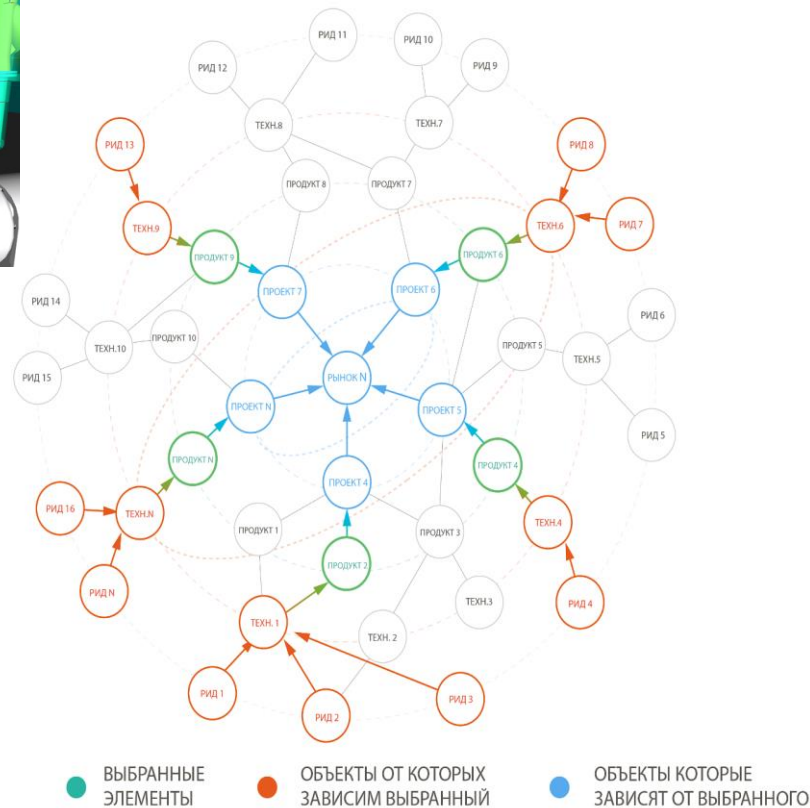 РИД 11
РИД 10
РИД 12
РИД 9
ТЕХН.8
ТЕХН.7
РИД 13
РИД 8
ПРОДУКТ 8
ПРОДУКТ 7
ТЕХН.9
ТЕХН.6
РИД 7
ПРОДУКТ 9
ПРОДУКТ 6
ПРОЕКТ 7
ПРОЕКТ 6
РИД 14
РИД 6
ПРОДУКТ 10
ПРОДУКТ 5
ТЕХН.10
ТЕХН.5
РИД 15
РЫНОК N
ПРОЕКТ N
ПРОЕКТ 5
РИД 5
ПРОДУКТ N
ПРОДУКТ 4
ПРОЕКТ 4
РИД 16
ТЕХН.N
ТЕХН.4
ПРОДУКТ 1
ПРОДУКТ 3
ПРОДУКТ 2
РИД N
РИД 4
ТЕХН.3
ТЕХН. 1
ТЕХН. 2
РИД 1
РИД 3
РИД 2
ВЫБРАННЫЕ
ЭЛЕМЕНТЫ
ОБЪЕКТЫ ОТ КОТОРЫХ
ЗАВИСИМ ВЫБРАННЫЙ
ОБЪЕКТЫ КОТОРЫЕ
ЗАВИСЯТ ОТ ВЫБРАННОГО